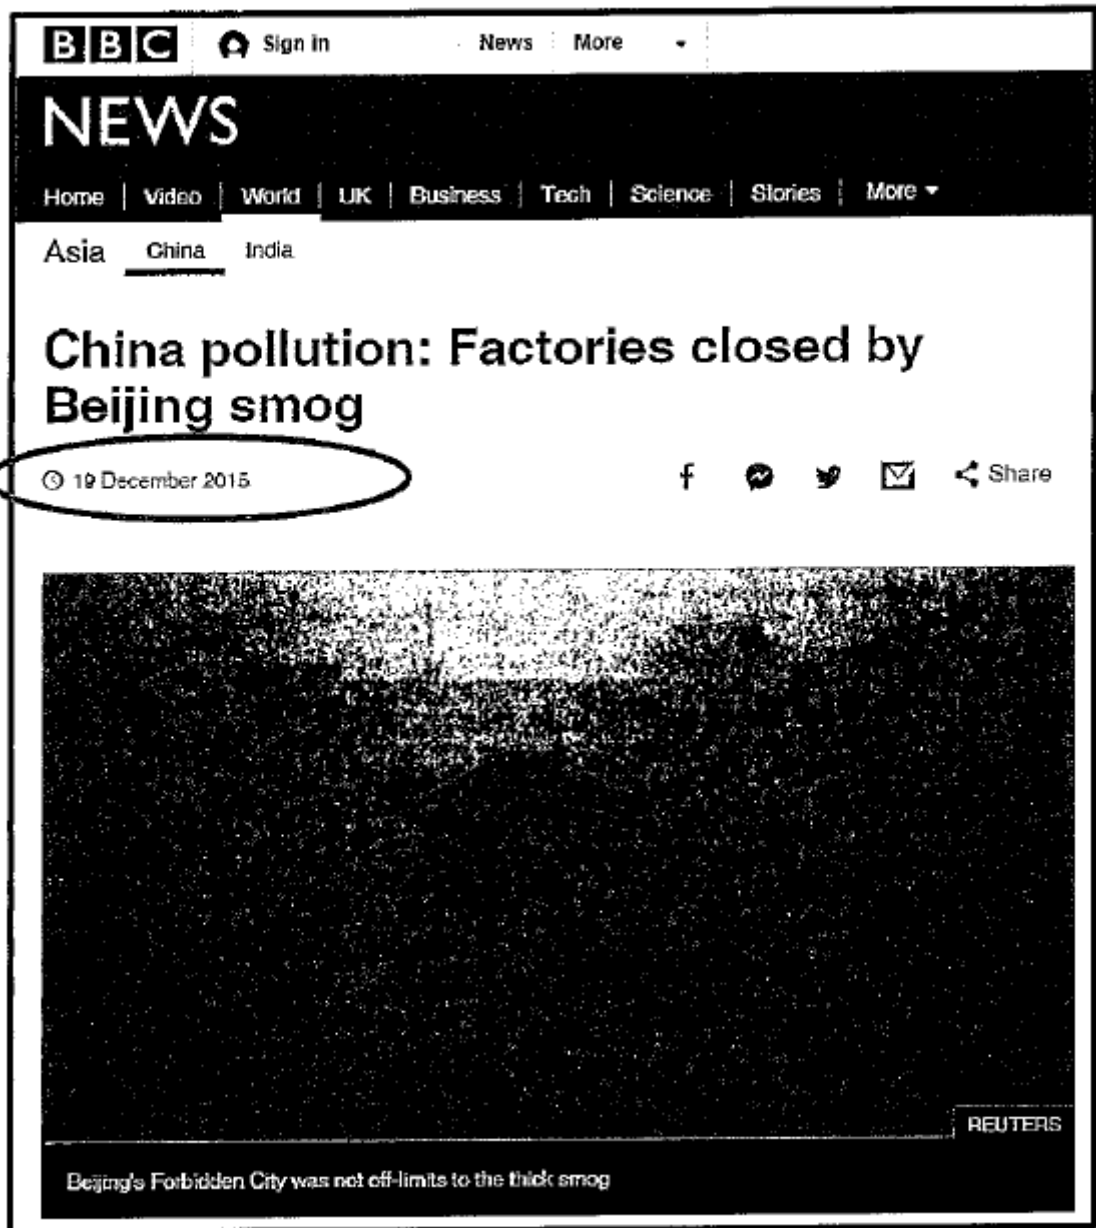 BBC Sign in News More
NEWS
Home Video World UK Business Tech Science Stories More
Asia China India
China pollution: Factories closed by
Beijing smog
19 December 2015
Share
REUTERS
Beijing's Forbidden City was not off-limits to the thick smog